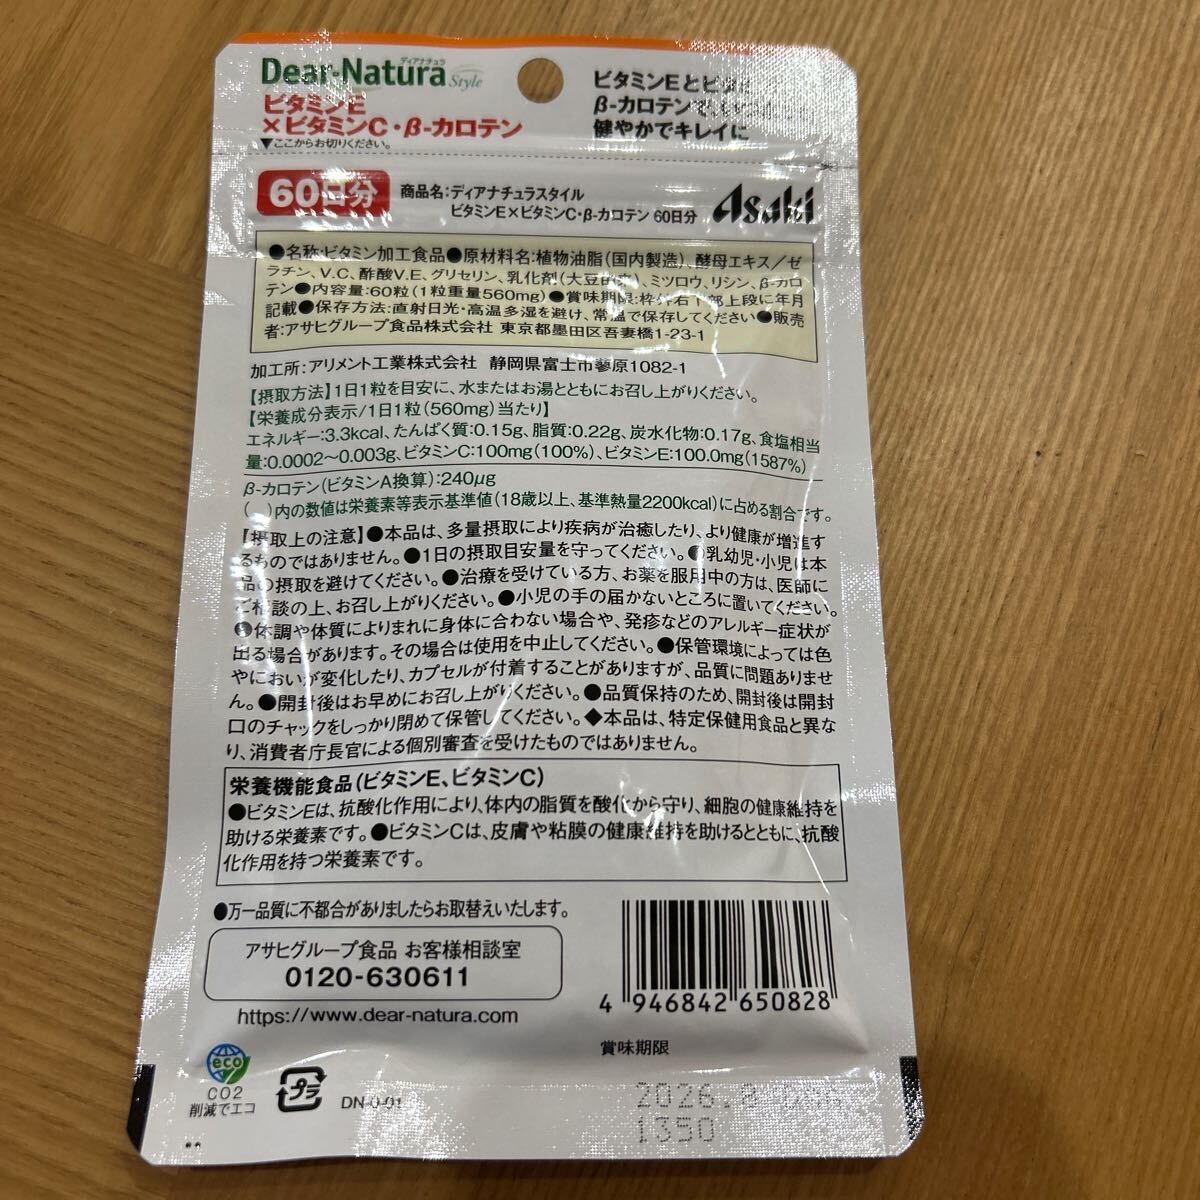 ディアナチュラ
Dear-Natura Style
ビタミンE
×ビタミンC・β-カロテン
▼ここからお切りください。
ビタミンEとビタミ
β-カロテンで、
健やかでキレイに
60日分
商品名:ディアナチュラスタイル
ビタミンE×ビタミンC・β-カロテン 60日分
Asahi
●名称:ビタミン加工食品●原材料名:植物油脂(国内製造)、酵母エキス/ゼ
ラチン、V.C、酢酸V.E、グリセリン、乳化剤(大豆由来)、ミツロウ、リシン、β-カロ
テン●内容量:60粒(1粒重量560mg)●賞味期限:枠外右下部上段に年月
記載●保存方法:直射日光・高温多湿を避け、常温で保存してください●販売
者:アサヒグループ食品株式会社 東京都墨田区吾妻橋1-23-1
加工所:アリメント工業株式会社 静岡県富士市蓼原1082-1
【摂取方法】1日1粒を目安に、水またはお湯とともにお召し上がりください。
【栄養成分表示/1日1粒(560mg)当たり】
エネルギー:3.3kcal、たんぱく質:0.15g、脂質:0.22g、炭水化物:0.17g、食塩相当
量:0.0002～0.003g、ビタミンC:100mg(100%)、ビタミンE:100.0mg(1587%)
β-カロテン(ビタミンA換算):240μg
( )内の数値は栄養素等表示基準値(18歳以上、基準熱量2200kcal)に占める割合です。
【摂取上の注意】●本品は、多量摂取により疾病が治癒したり、より健康が増進す
るものではありません。●1日の摂取目安量を守ってください。●乳幼児・小児は本
品の摂取を避けてください。●治療を受けている方、お薬を服用中の方は、医師に
ご相談の上、お召し上がりください。●小児の手の届かないところに置いてください。
●体調や体質によりまれに身体に合わない場合や、発疹などのアレルギー症状が
出る場合があります。その場合は使用を中止してください。●保管環境によっては色
やにおいが変化したり、カプセルが付着することがありますが、品質に問題ありませ
ん。●開封後はお早めにお召し上がりください。●品質保持のため、開封後は開封
口のチャックをしっかり閉めて保管してください。◆本品は、特定保健用食品と異な
り、消費者庁長官による個別審査を受けたものではありません。
栄養機能食品(ビタミンE、ビタミンC)
●ビタミンEは、抗酸化作用により、体内の脂質を酸化から守り、細胞の健康維持を
助ける栄養素です。●ビタミンCは、皮膚や粘膜の健康維持を助けるとともに、抗酸
化作用を持つ栄養素です。
●万一品質に不都合がありましたらお取替えいたします。
アサヒグループ食品 お客様相談室
0120-630611
https://www.dear-natura.com
4 946842 650828
賞味期限
eco
CO2
削減でエコ
プラ
DN-0-01
2026.
1350